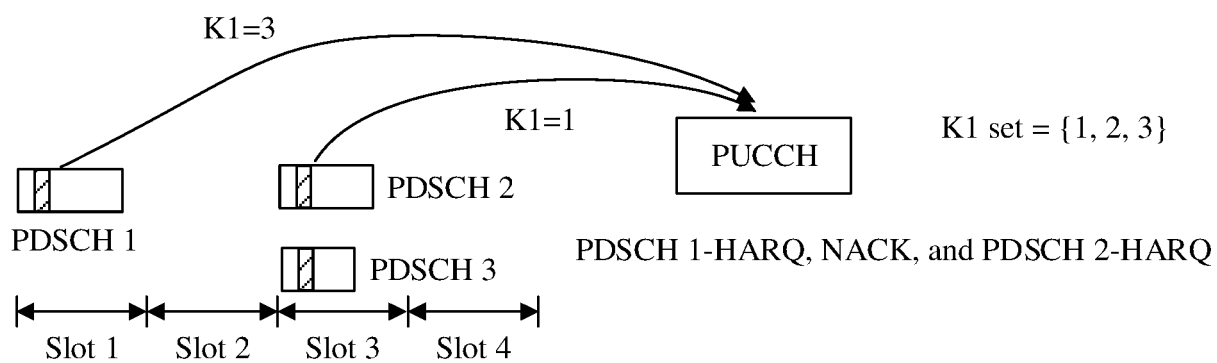 K1=3
K1=1
K1 set = {1, 2, 3}
PUCCH
PDSCH 1
PDSCH 2
PDSCH 3
PDSCH 1-HARQ, NACK, and PDSCH 2-HARQ
Slot 1
Slot 2
Slot 3
Slot 4